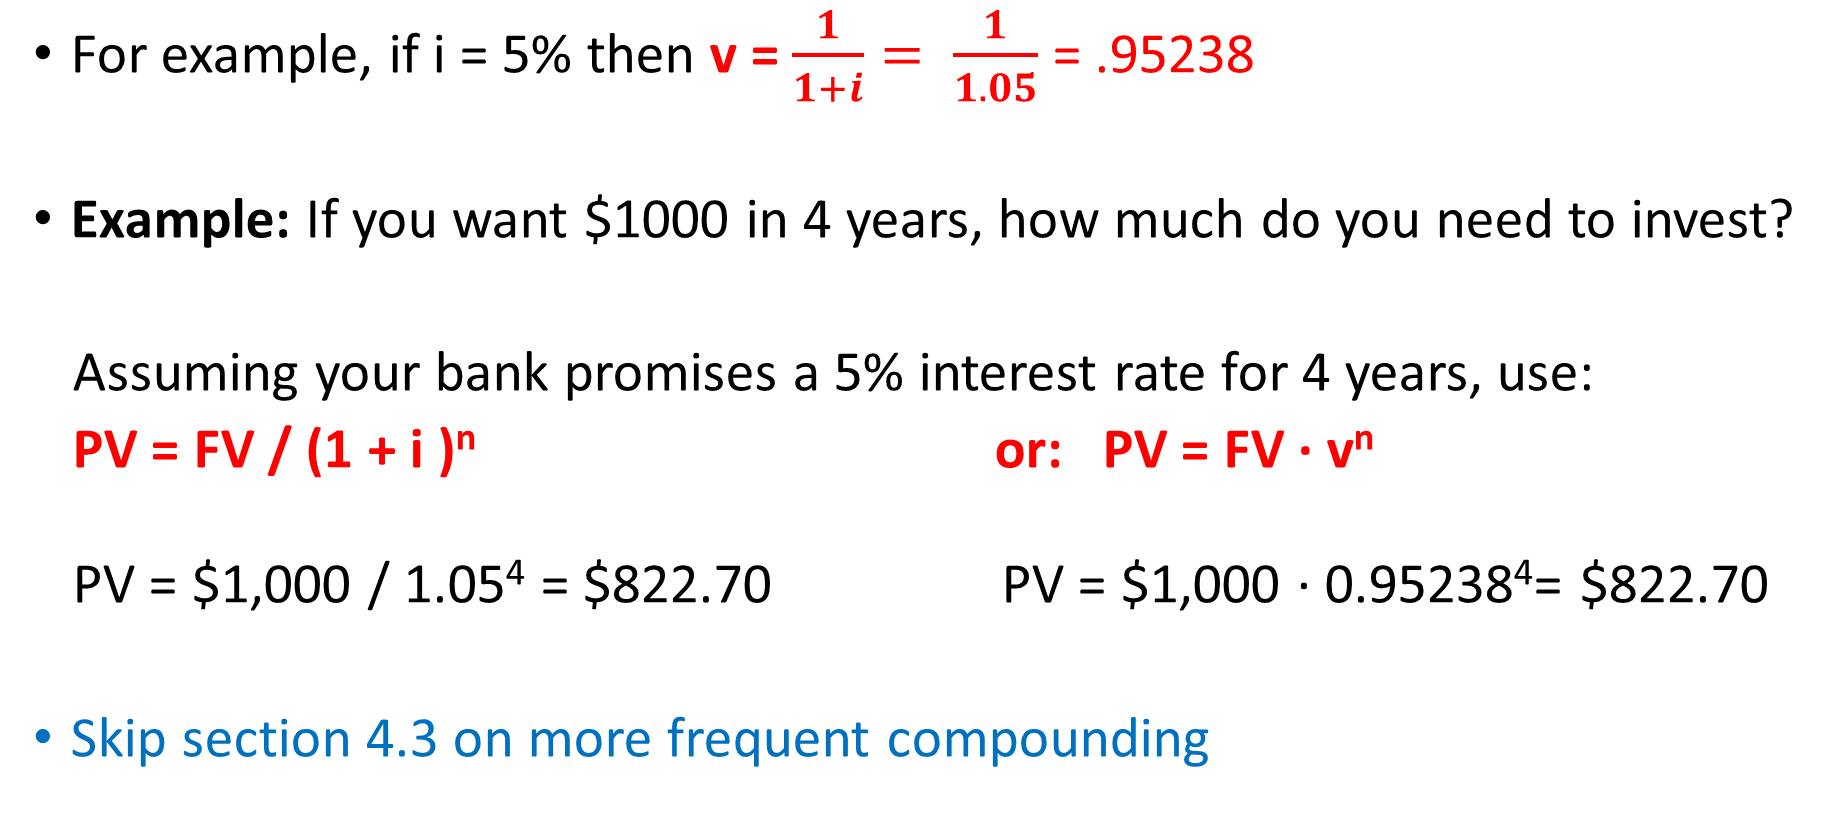 • For example, if i = 5% then v = 1/(1+i) = 1/1.05 = .95238
• Example: If you want $1000 in 4 years, how much do you need to invest?
Assuming your bank promises a 5% interest rate for 4 years, use:
PV = FV / (1 + i )ⁿ or: PV = FV · vⁿ
PV = $1,000 / 1.05⁴ = $822.70 PV = $1,000 · 0.95238⁴= $822.70
• Skip section 4.3 on more frequent compounding